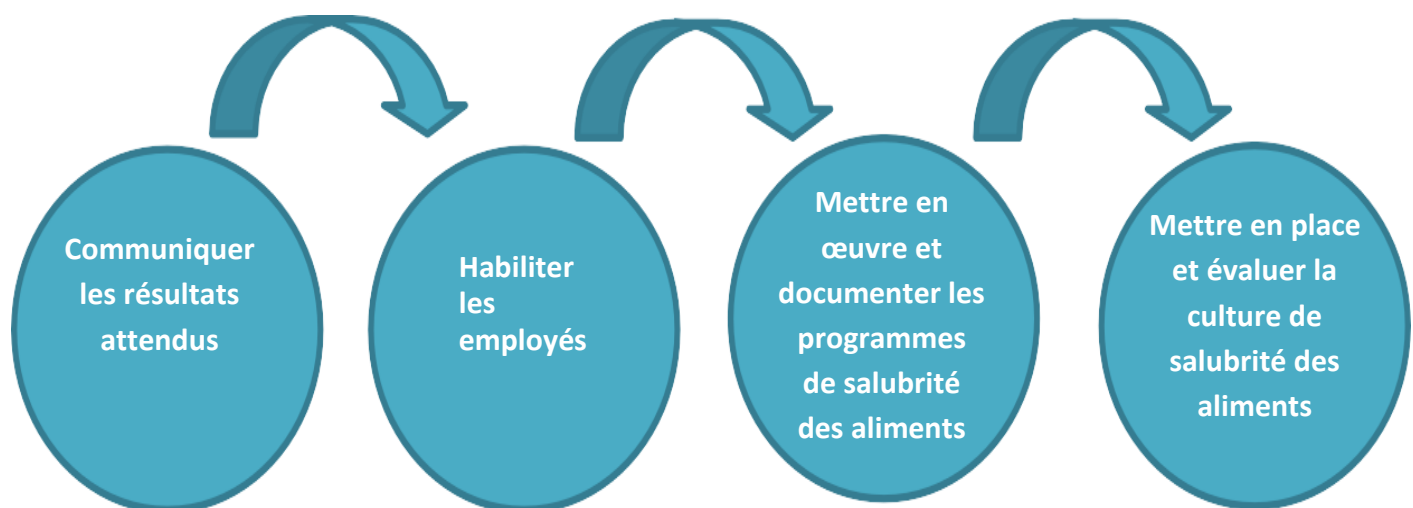 Communiquer
les résultats
attendus
Habiliter
les
employés
Mettre en
œuvre et
documenter les
programmes
de salubrité
des aliments
Mettre en place
et évaluer la
culture de
salubrité des
aliments